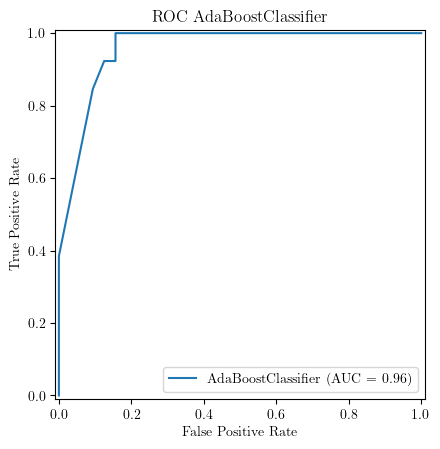 ROC AdaBoostClassifier
1.0
0.8
0.6
0.4
0.2
0.0
True Positive Rate
AdaBoostClassifier (AUC = 0.96)
0.0 0.2 0.4 0.6 0.8 1.0
False Positive Rate